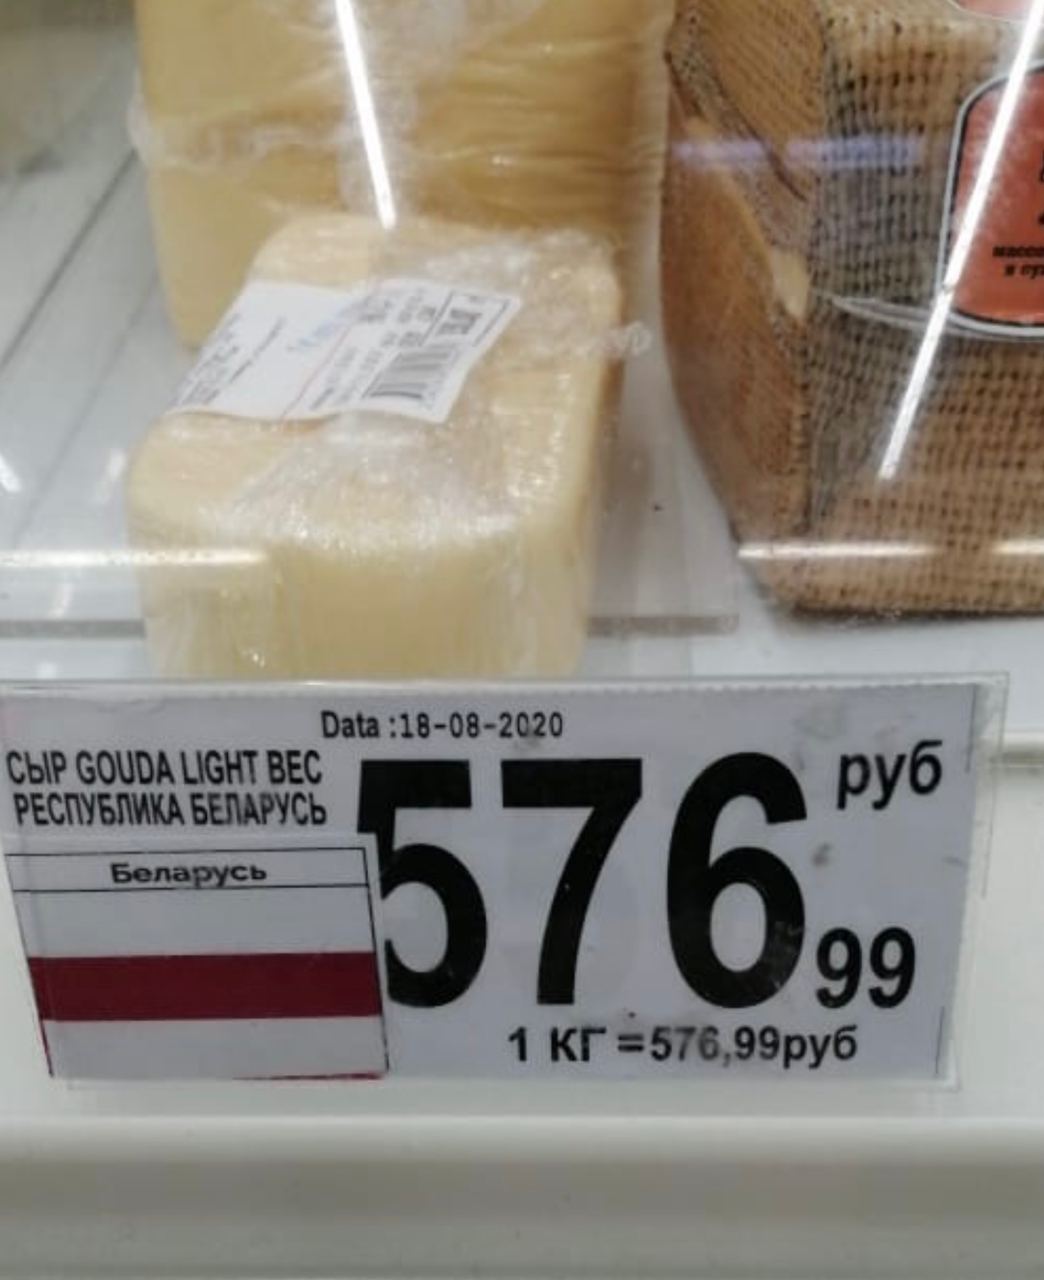 Data :18-08-2020
СЫР GOUDA LIGHT ВЕС
РЕСПУБЛИКА БЕЛАРУСЬ
576
руб
99
Беларусь
1 КГ =576,99руб